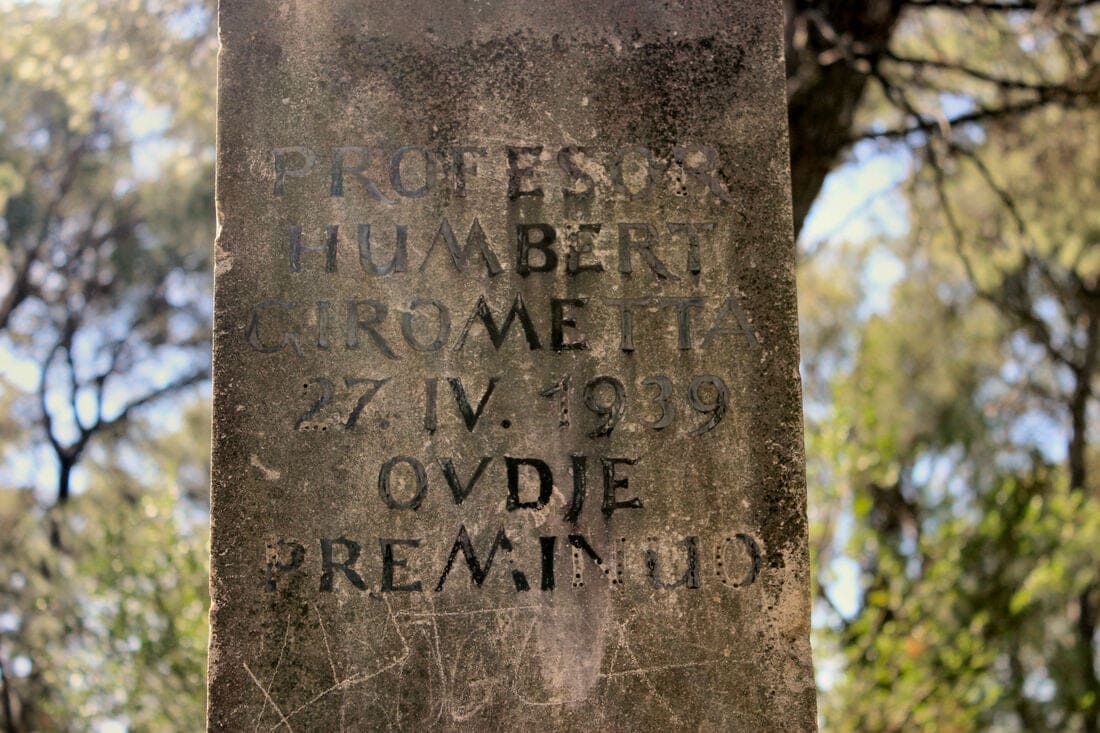 PROFESOR
HUMBERT
GIROMETTA
27. IV. 1939
OVDJE
PREMINUO